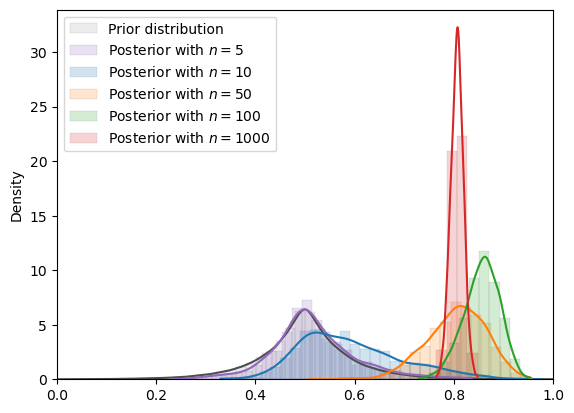 Prior distribution
Posterior with n = 5
Posterior with n = 10
Posterior with n = 50
Posterior with n = 100
Posterior with n = 1000
Density
30
25
20
15
10
5
0
0.0 0.2 0.4 0.6 0.8 1.0